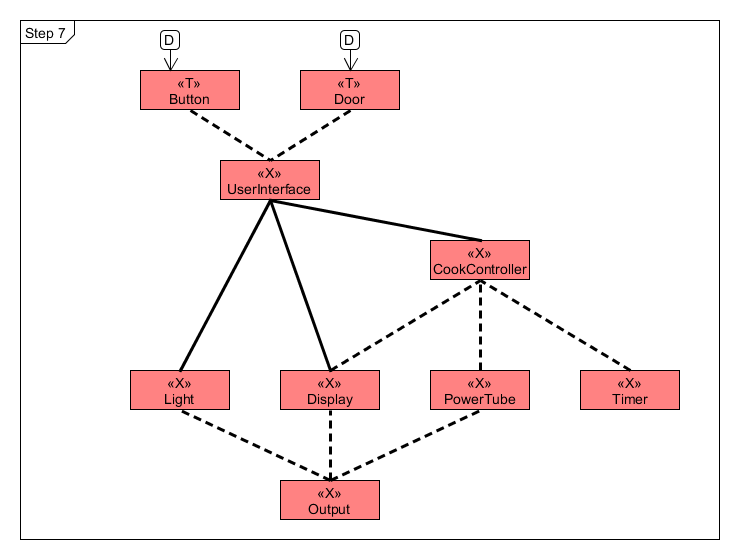 Step 7
D
D
«T»
Button
«T»
Door
«X»
UserInterface
«X»
CookController
«X»
Light
«X»
Display
«X»
PowerTube
«X»
Timer
«X»
Output